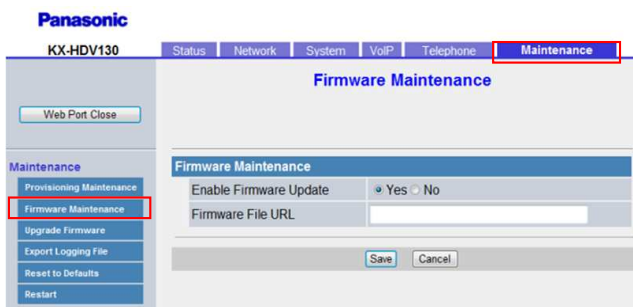 Panasonic
KX-HDV130
Status Network System VoIP Telephone Maintenance
Firmware Maintenance
Web Port Close
Maintenance
Provisioning Maintenance
Firmware Maintenance
Upgrade Firmware
Export Logging File
Reset to Defaults
Restart
Firmware Maintenance
Enable Firmware Update Yes No
Firmware File URL
Save Cancel